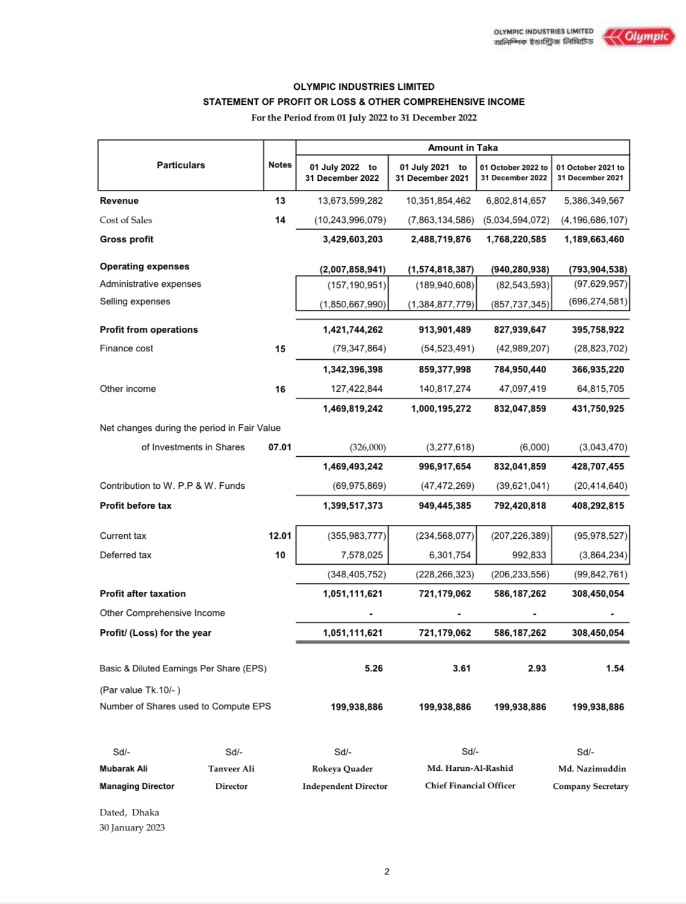 OLYMPIC INDUSTRIES LIMITED
অলিম্পিক ইন্ডাস্ট্রিজ লিমিটেড
Olympic
OLYMPIC INDUSTRIES LIMITED
STATEMENT OF PROFIT OR LOSS & OTHER COMPREHENSIVE INCOME
For the Period from 01 July 2022 to 31 December 2022
Amount in Taka
Particulars Notes 01 July 2022 to 31 December 2022 01 July 2021 to 31 December 2021 01 October 2022 to 31 December 2022 01 October 2021 to 31 December 2021
Revenue 13 13,673,599,282 10,351,854,462 6,802,814,657 5,386,349,567
Cost of Sales 14 (10,243,996,079) (7,863,134,586) (5,034,594,072) (4,196,686,107)
Gross profit 3,429,603,203 2,488,719,876 1,768,220,585 1,189,663,460
Operating expenses (2,007,858,941) (1,574,818,387) (940,280,938) (793,904,538)
Administrative expenses (157,190,951) (189,940,608) (82,543,593) (97,629,957)
Selling expenses (1,850,667,990) (1,384,877,779) (857,737,345) (696,274,581)
Profit from operations 1,421,744,262 913,901,489 827,939,647 395,758,922
Finance cost 15 (79,347,864) (54,523,491) (42,989,207) (28,823,702)
1,342,396,398 859,377,998 784,950,440 366,935,220
Other income 16 127,422,844 140,817,274 47,097,419 64,815,705
1,469,819,242 1,000,195,272 832,047,859 431,750,925
Net changes during the period in Fair Value
of Investments in Shares 07.01 (326,000) (3,277,618) (6,000) (3,043,470)
1,469,493,242 996,917,654 832,041,859 428,707,455
Contribution to W. P.P & W. Funds (69,975,869) (47,472,269) (39,621,041) (20,414,640)
Profit before tax 1,399,517,373 949,445,385 792,420,818 408,292,815
Current tax 12.01 (355,983,777) (234,568,077) (207,226,389) (95,978,527)
Deferred tax 10 7,578,025 6,301,754 992,833 (3,864,234)
(348,405,752) (228,266,323) (206,233,556) (99,842,761)
Profit after taxation 1,051,111,621 721,179,062 586,187,262 308,450,054
Other Comprehensive Income - - - -
Profit/ (Loss) for the year 1,051,111,621 721,179,062 586,187,262 308,450,054
Basic & Diluted Earnings Per Share (EPS) 5.26 3.61 2.93 1.54
(Par value Tk.10/- )
Number of Shares used to Compute EPS 199,938,886 199,938,886 199,938,886 199,938,886
Sd/- Sd/- Sd/- Sd/- Sd/-
Mubarak Ali Tanveer Ali Rokeya Quader Md. Harun-Al-Rashid Md. Nazimuddin
Managing Director Director Independent Director Chief Financial Officer Company Secretary
Dated, Dhaka
30 January 2023
2